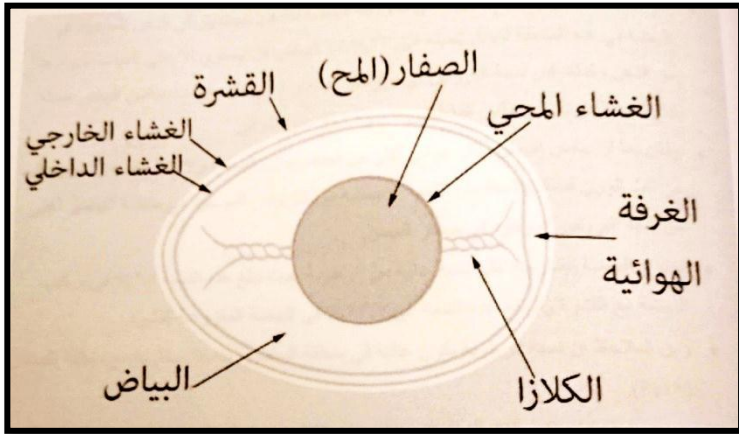 الصفار(المح)
القشرة
الغشاء المحي
الغشاء الخارجي
الغشاء الداخلي
الغرفة
الهوائية
البياض
الكلازا